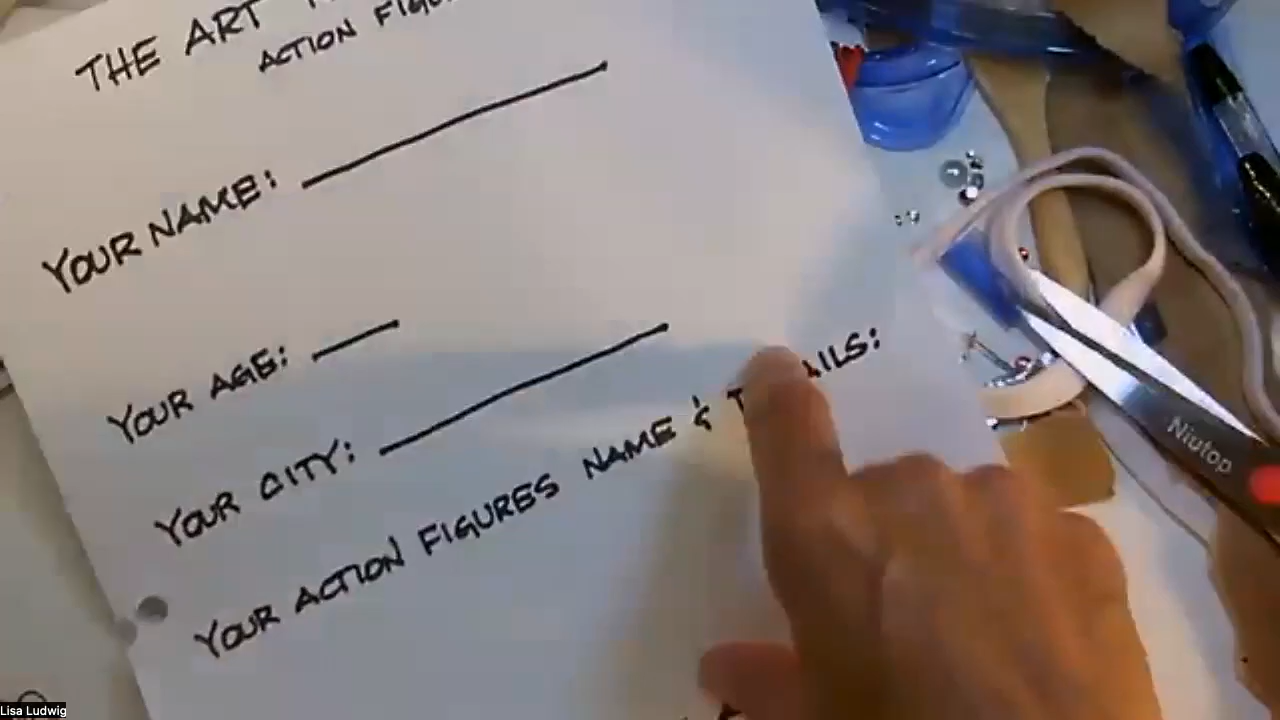 THE ART
ACTION
YOUR NAME:
YOUR AGE:
YOUR CITY:
YOUR ACTION FIGURES NAME &
Niutop
Lisa Ludwig